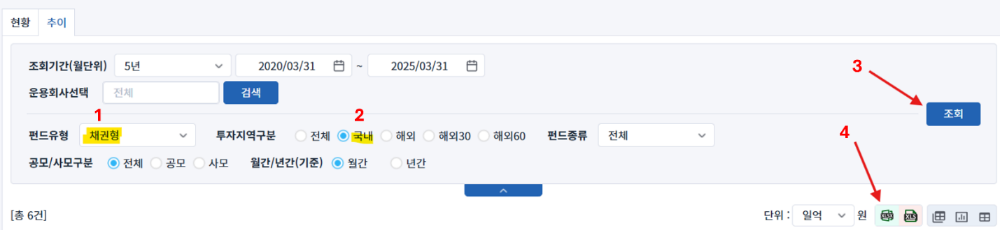 현황 추이
조회기간(월단위) 5년 2020/03/31 ~ 2025/03/31 3
운용회사선택 전체 검색
1 2 조회
펀드유형 채권형 투자지역구분 전체 국내 해외 해외30 해외60 펀드종류 전체 4
공모/사모구분 전체 공모 사모 월간/년간(기준) 월간 년간
[총 6건] 단위 : 일억 원 XLSX XLS